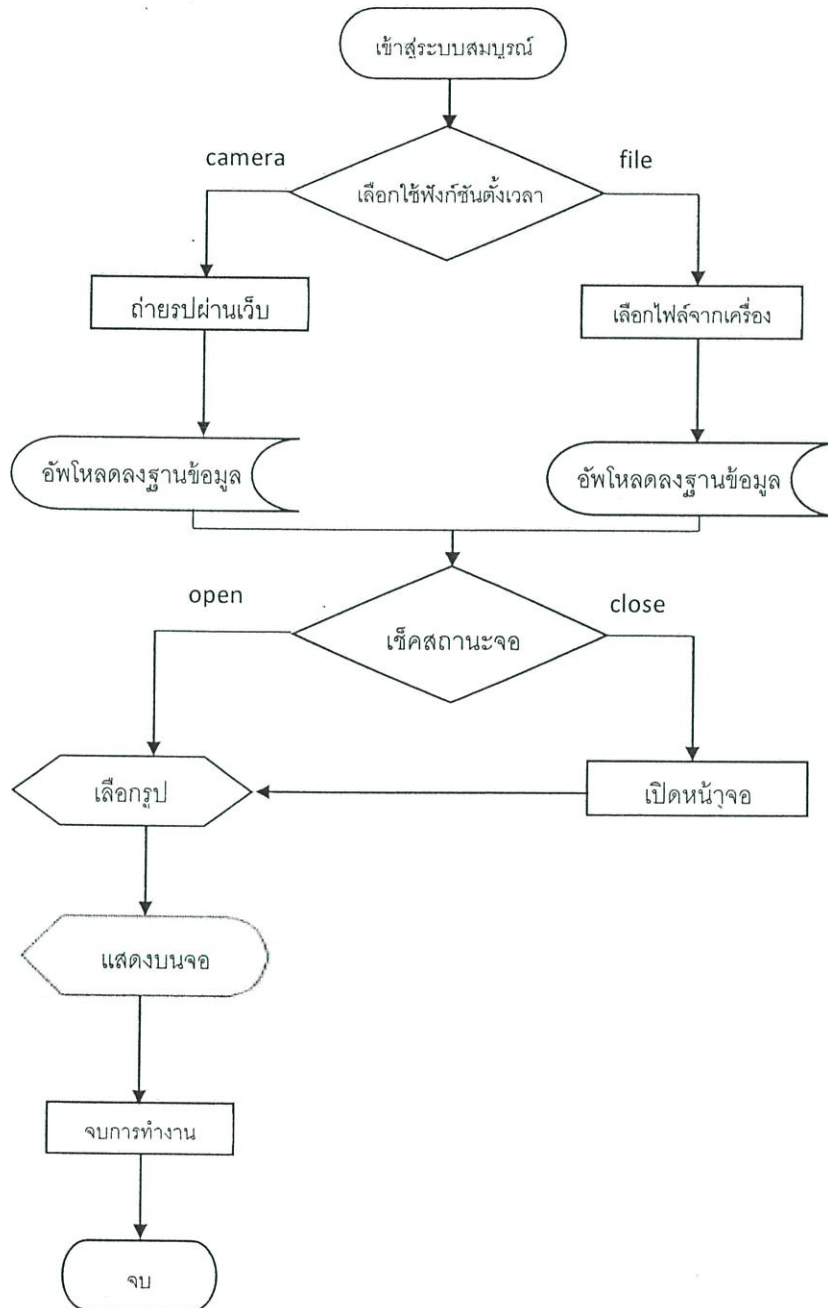 เข้าสู่ระบบสมบูรณ์
camera
file
เลือกใช้ฟังก์ชันตั้งเวลา
ถ่ายรูปผ่านเว็บ
เลือกไฟล์จากเครื่อง
อัพโหลดลงฐานข้อมูล
อัพโหลดลงฐานข้อมูล
open
close
เช็คสถานะจอ
เลือกรูป
เปิดหน้าจอ
แสดงบนจอ
จบการทำงาน
จบ